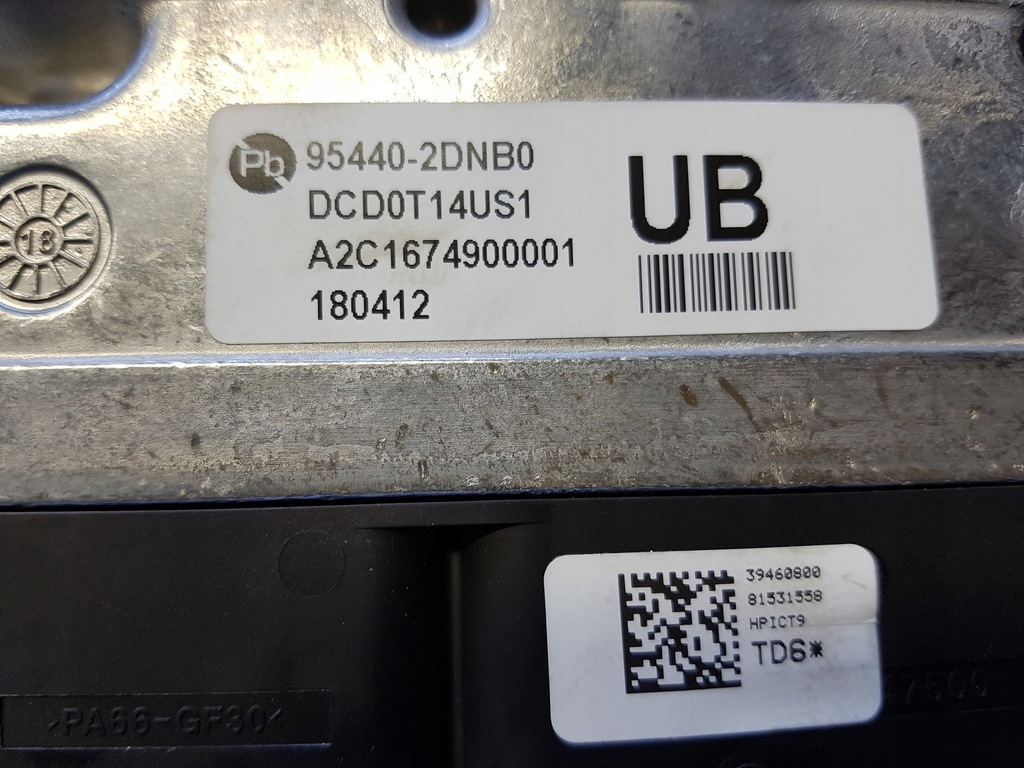 Pb
95440-2DNB0
DCD0T14US1
A2C1674900001
180412
UB
18
39460800
81531558
HPICT9
TD6*
>PA66-GF30<